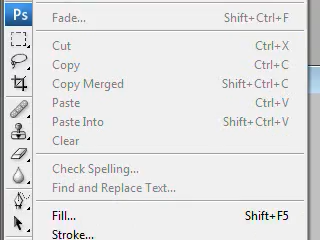 Ps
Fade... Shift+Ctrl+F
Cut Ctrl+X
Copy Ctrl+C
Copy Merged Shift+Ctrl+C
Paste Ctrl+V
Paste Into Shift+Ctrl+V
Clear
Check Spelling...
Find and Replace Text...
Fill... Shift+F5
Stroke...